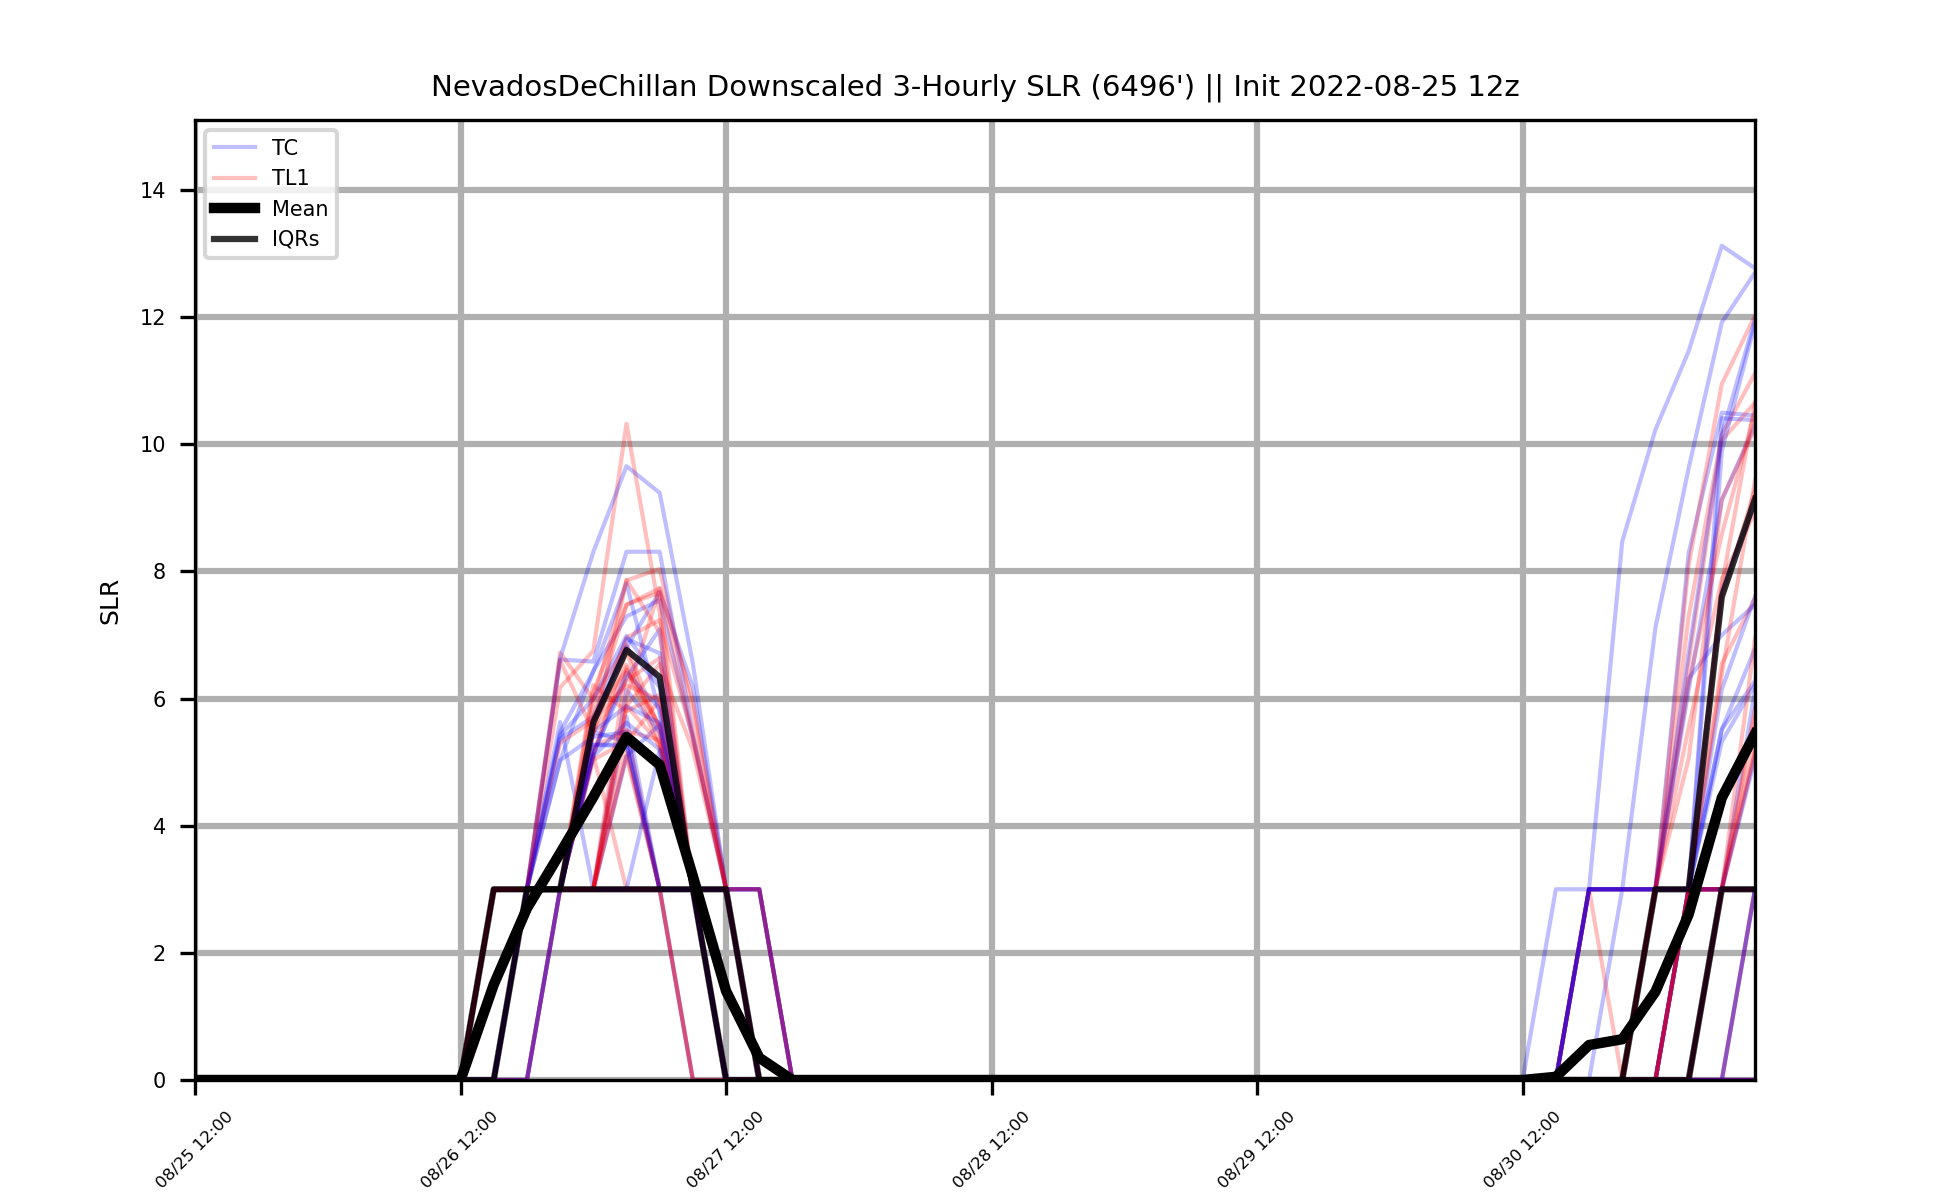 NevadosDeChillan Downscaled 3-Hourly SLR (6496') || Init 2022-08-25 12z
TC
TL1
Mean
IQRs
14
12
10
8
6
4
2
0
SLR
08/25 12:00
08/26 12:00
08/27 12:00
08/28 12:00
08/29 12:00
08/30 12:00